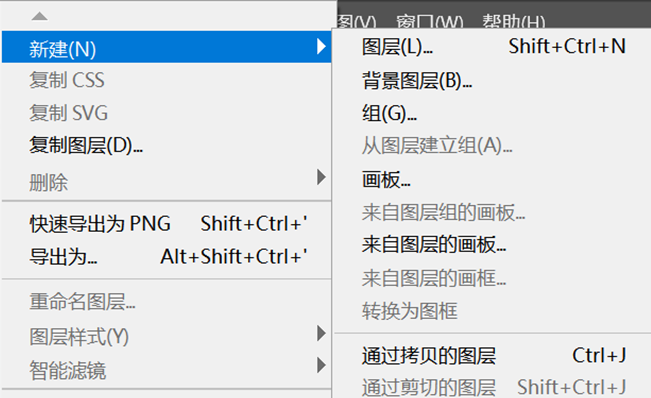 图(V) 窗口(W) 帮助(H)
新建(N)
复制 CSS
复制 SVG
复制图层(D)...
删除
快速导出为 PNG Shift+Ctrl+'
导出为... Alt+Shift+Ctrl+'
重命名图层...
图层样式(Y)
智能滤镜
图层(L)... Shift+Ctrl+N
背景图层(B)...
组(G)...
从图层建立组(A)...
画板...
来自图层组的画板...
来自图层的画板...
来自图层的画框...
转换为图框
通过拷贝的图层 Ctrl+J
通过剪切的图层 Shift+Ctrl+J